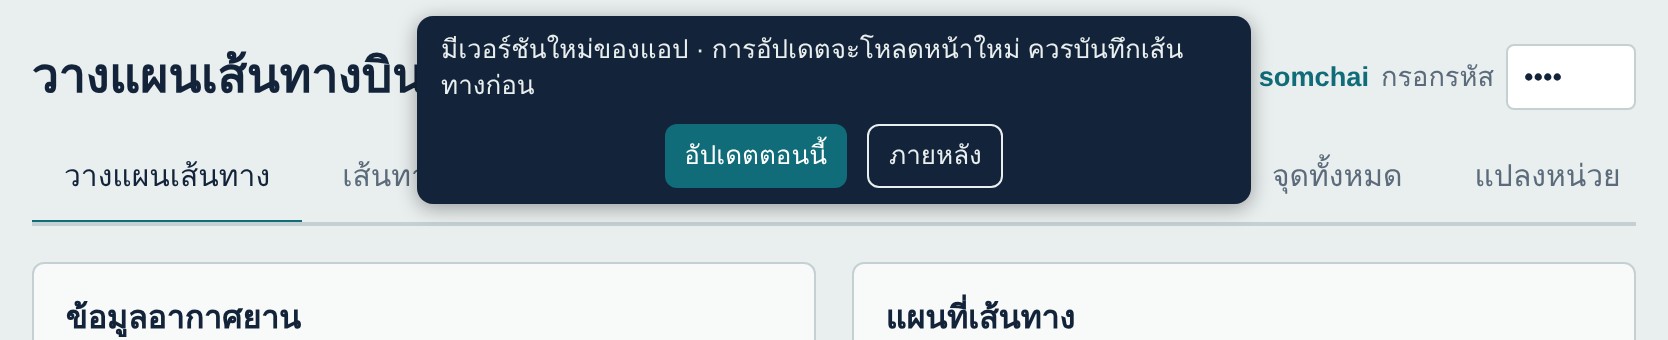 มีเวอร์ชันใหม่ของแอป · การอัปเดตจะโหลดหน้าใหม่ ควรบันทึกเส้น
ทางก่อน
อัปเดตตอนนี้ ภายหลัง
วางแผนเส้นทางบิน somchai กรอกรหัส ••••
วางแผนเส้นทาง จุดทั้งหมด แปลงหน่วย
ข้อมูลอากาศยาน แผนที่เส้นทาง